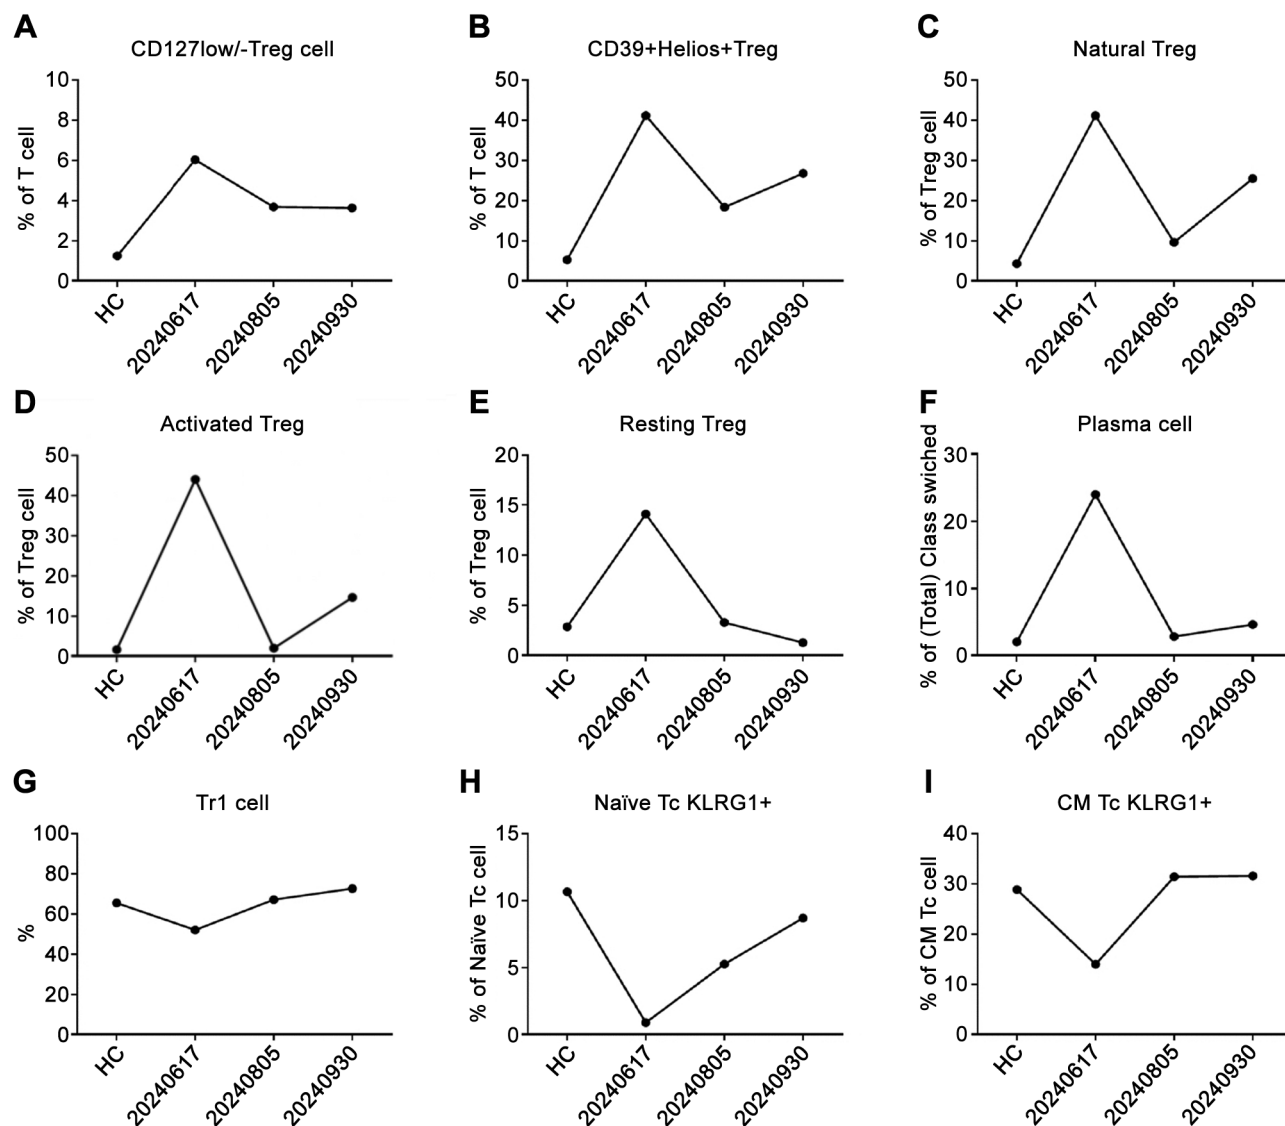 A
CD127low/-Treg cell
% of T cell
10
8
6
4
2
0
HC
20240617
20240805
20240930
B
CD39+Helios+Treg
% of T cell
50
40
30
20
10
0
HC
20240617
20240805
20240930
C
Natural Treg
% of Treg cell
50
40
30
20
10
0
HC
20240617
20240805
20240930
D
Activated Treg
% of Treg cell
50
40
30
20
10
0
HC
20240617
20240805
20240930
E
Resting Treg
% of Treg cell
20
15
10
5
0
HC
20240617
20240805
20240930
F
Plasma cell
% of (Total) Class swiched
30
20
10
0
HC
20240617
20240805
20240930
G
Tr1 cell
%
100
80
60
40
20
0
HC
20240617
20240805
20240930
H
Naïve Tc KLRG1+
% of Naïve Tc cell
15
10
5
0
HC
20240617
20240805
20240930
I
CM Tc KLRG1+
% of CM Tc cell
40
30
20
10
0
HC
20240617
20240805
20240930